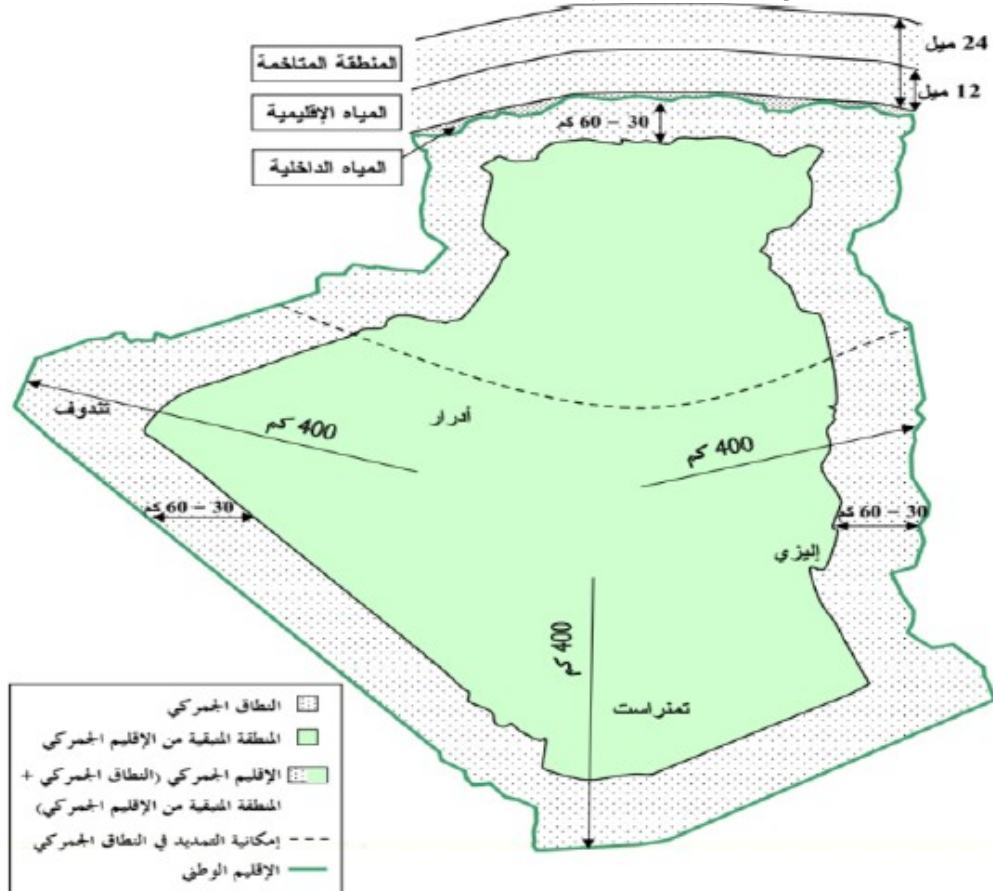 24 ميل
المنطقة المتاخمة
12 ميل
المياه الإقليمية
30 – 60 كم
المياه الداخلية
أدرار
تندوف
400 كم
400 كم
30 – 60 كم
30 – 60 كم
إليزي
400 كم
تمنراست
النطاق الجمركي
المنطقة المتبقية من الإقليم الجمركي
الإقليم الجمركي (النطاق الجمركي +
المنطقة المتبقية من الإقليم الجمركي)
إمكانية التمديد في النطاق الجمركي
الإقليم الوطني